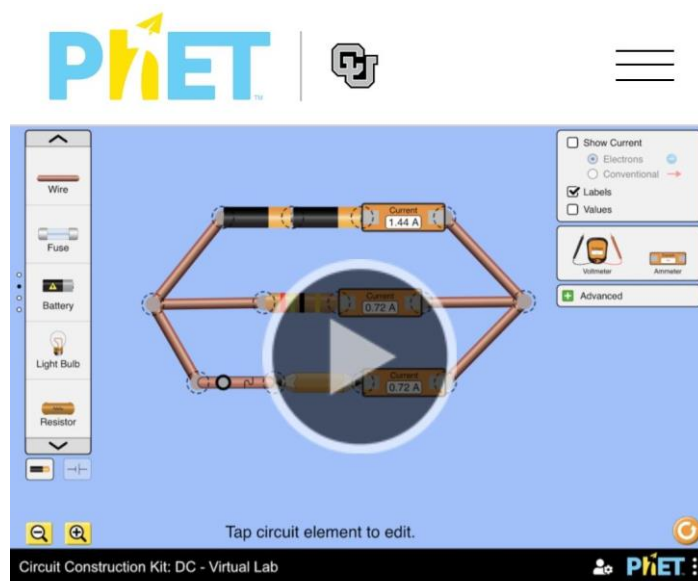 PhET
CU
Show Current
Electrons
Conventional
Labels
Values
Wire
Current
1.44 A
Fuse
Voltmeter
Ammeter
Current
0.72 A
Battery
Advanced
Light Bulb
Current
0.72 A
Resistor
Tap circuit element to edit.
Circuit Construction Kit: DC - Virtual Lab
PhET